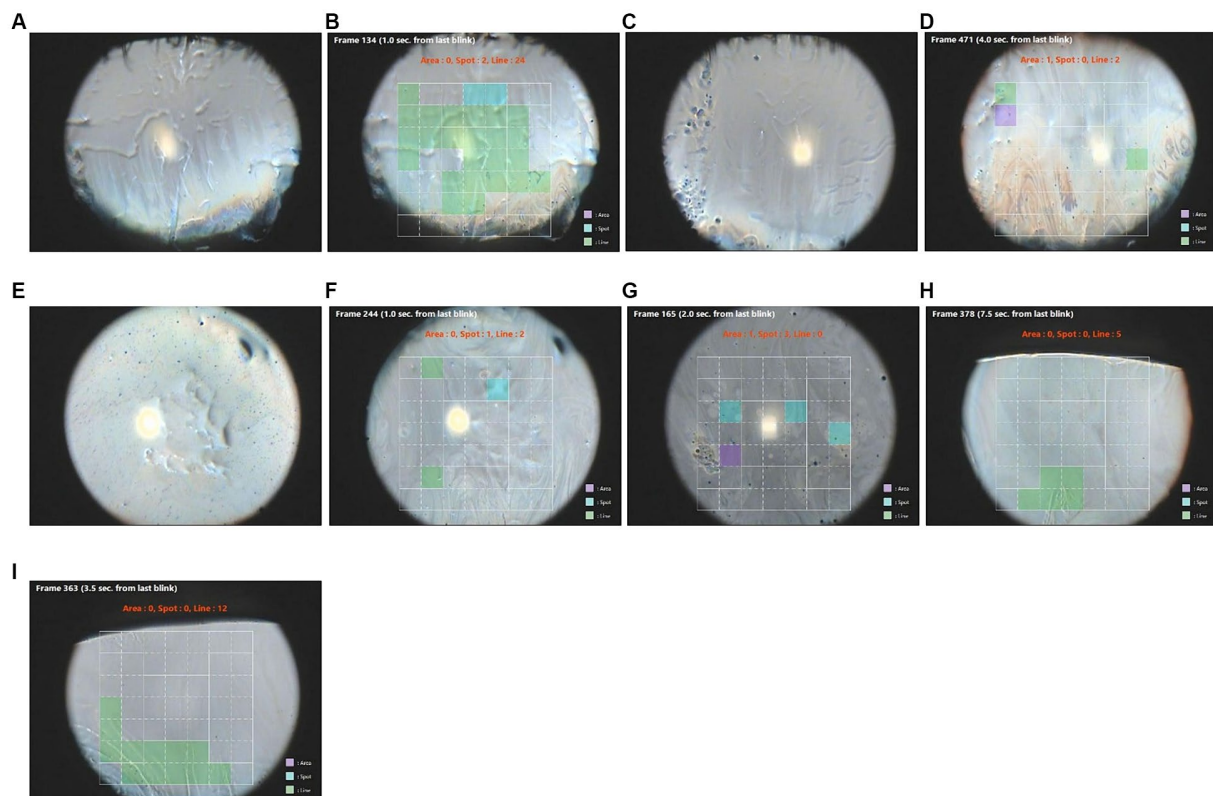 A
B
C
D
Frame 134 (1.0 sec. from last blink)
Area : 0, Spot : 2, Line : 24
: Area
: Spot
: Line
Frame 471 (4.0 sec. from last blink)
Area : 1, Spot : 0, Line : 2
: Area
: Spot
: Line
E
F
G
H
Frame 244 (1.0 sec. from last blink)
Area : 0, Spot : 1, Line : 2
: Area
: Spot
: Line
Frame 165 (2.0 sec. from last blink)
Area : 1, Spot : 3, Line : 0
: Area
: Spot
: Line
Frame 378 (7.5 sec. from last blink)
Area : 0, Spot : 0, Line : 5
: Area
: Spot
: Line
I
Frame 363 (3.5 sec. from last blink)
Area : 0, Spot : 0, Line : 12
: Area
: Spot
: Line